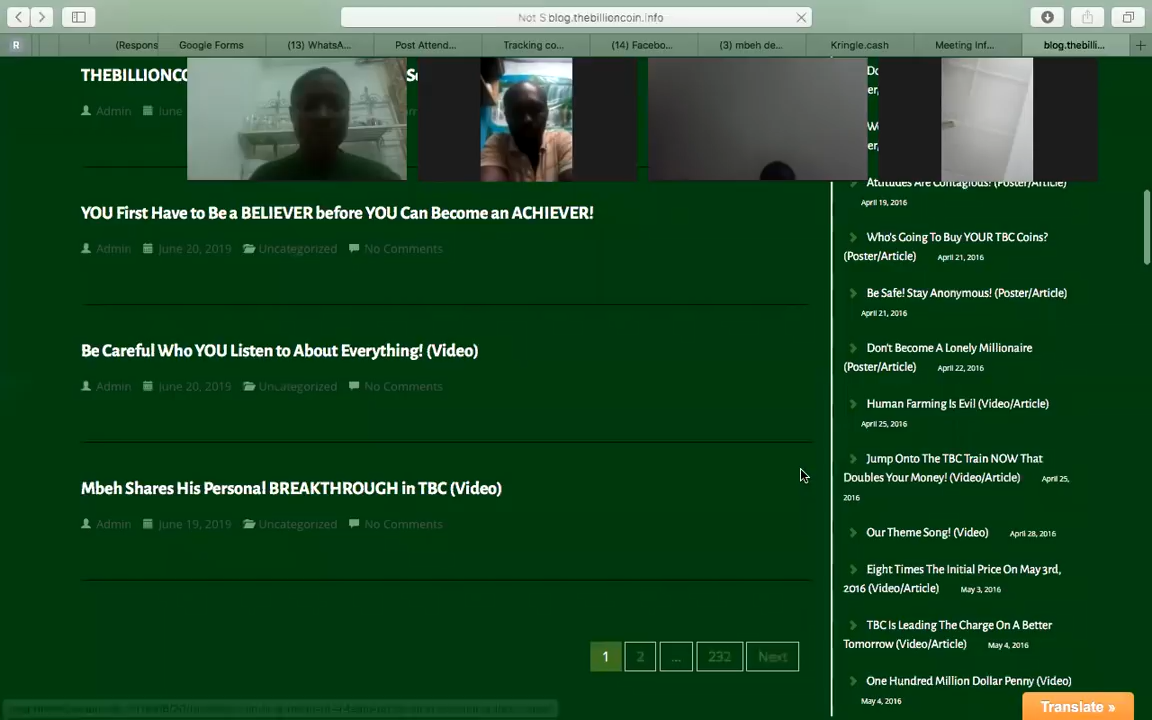 Not S blog.thebillioncoin.info
R
(Respons
Google Forms
(13) WhatsA...
Post Attend...
Tracking co...
(14) Facebo...
(3) mbeh de...
Kringle.cash
Meeting Inf...
blog.thebilli...
THEBILLIONCO
Admin June
YOU First Have to Be a BELIEVER before YOU Can Become an ACHIEVER!
Admin June 20, 2019 Uncategorized No Comments
Be Careful Who YOU Listen to About Everything! (Video)
Admin June 20, 2019 Uncategorized No Comments
Mbeh Shares His Personal BREAKTHROUGH in TBC (Video)
Admin June 19, 2019 Uncategorized No Comments
1 2 ... 232 Next
Attitudes Are Contagious! (Poster/Article)
April 19, 2016
Who's Going To Buy YOUR TBC Coins?
(Poster/Article) April 21, 2016
Be Safe! Stay Anonymous! (Poster/Article)
April 21, 2016
Don't Become A Lonely Millionaire
(Poster/Article) April 22, 2016
Human Farming Is Evil (Video/Article)
April 25, 2016
Jump Onto The TBC Train NOW That
Doubles Your Money! (Video/Article) April 25,
2016
Our Theme Song! (Video) April 28, 2016
Eight Times The Initial Price On May 3rd,
2016 (Video/Article) May 3, 2016
TBC Is Leading The Charge On A Better
Tomorrow (Video/Article) May 4, 2016
One Hundred Million Dollar Penny (Video)
May 4, 2016
Translate »